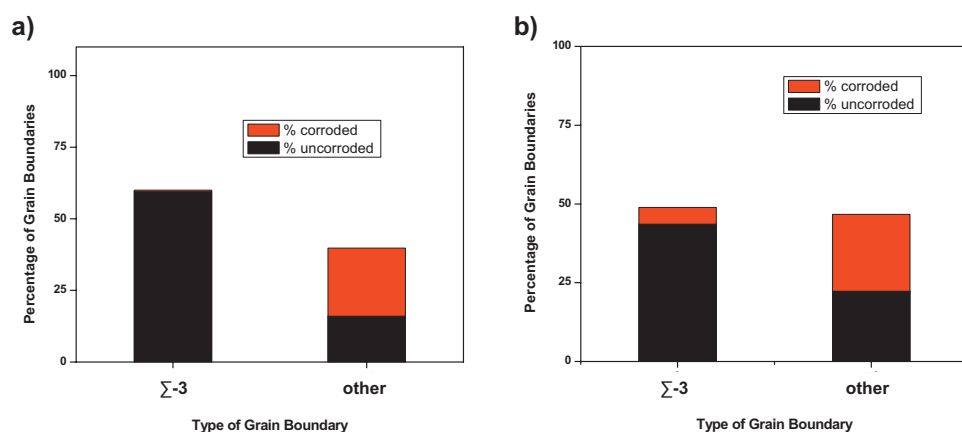 a)
Percentage of Grain Boundaries
100
75
50
25
0
% corroded
% uncorroded
∑-3
other
Type of Grain Boundary
b)
Percentage of Grain Boundaries
100
75
50
25
0
% corroded
% uncorroded
∑-3
other
Type of Grain Boundary